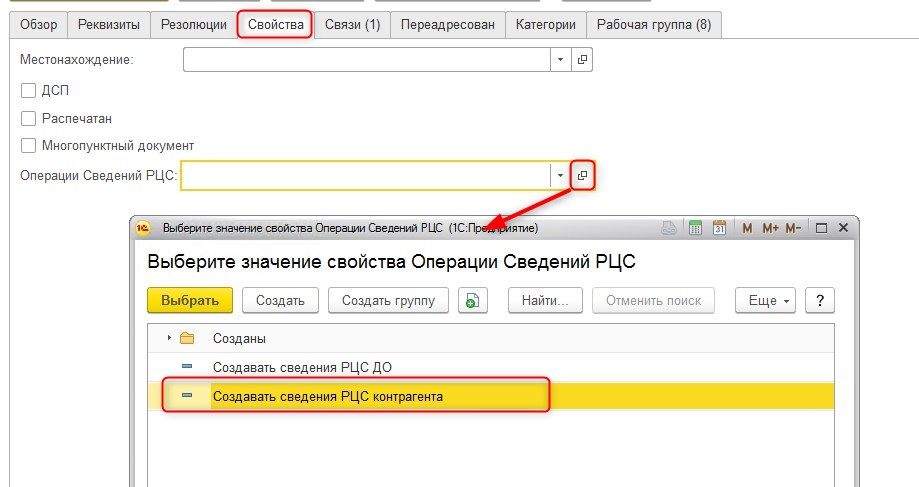 Обзор Реквизиты Резолюции Свойства Связи (1) Переадресован Категории Рабочая группа (8)
Местонахождение:
ДСП
Распечатан
Многопунктный документ
Операции Сведений РЦС:
1С Выберите значение свойства Операции Сведений РЦС (1С:Предприятие) 31 M M+ M-
Выберите значение свойства Операции Сведений РЦС
Выбрать Создать Создать группу Найти... Отменить поиск Еще ?
Созданы
Создавать сведения РЦС ДО
Создавать сведения РЦС контрагента